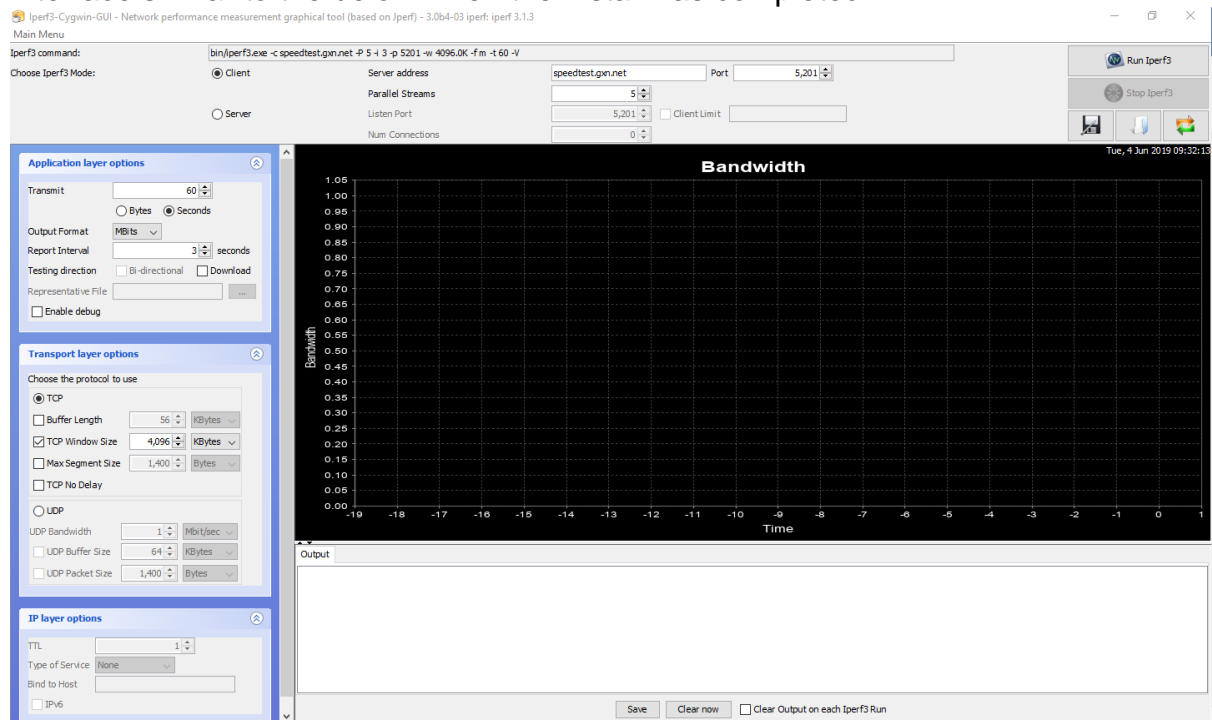 Iperf3-Cygwin-GUI - Network performance measurement graphical tool (based on Jperf) - 3.0b4-03 iperf: iperf 3.1.3
Main Menu
Iperf3 command:
bin/iperf3.exe -c speedtest.gxn.net -P 5 -i 3 -p 5201 -w 4096.0K -f m -t 60 -V
Run Iperf3
Choose Iperf3 Mode:
Client
Server address
speedtest.gxn.net
Port
5,201
Parallel Streams
5
Stop Iperf3
Server
Listen Port
5,201
Client Limit
Num Connections
0
Tue, 4 Jun 2019 09:32:13
Application layer options
Transmit
60
Bytes
Seconds
Output Format
MBits
Report Interval
3
seconds
Testing direction
Bi-directional
Download
Representative File
...
Enable debug
Transport layer options
Choose the protocol to use
TCP
Buffer Length
56
KBytes
TCP Window Size
4,096
KBytes
Max Segment Size
1,400
Bytes
TCP No Delay
UDP
UDP Bandwidth
1
Mbit/sec
UDP Buffer Size
64
KBytes
UDP Packet Size
1,400
Bytes
IP layer options
TTL
1
Type of Service
None
Bind to Host
IPv6
Bandwidth
1.05
1.00
0.95
0.90
0.85
0.80
0.75
0.70
0.65
0.60
0.55
0.50
0.45
0.40
0.35
0.30
0.25
0.20
0.15
0.10
0.05
0.00
Bandwidth
-19 -18 -17 -16 -15 -14 -13 -12 -11 -10 -9 -8 -7 -6 -5 -4 -3 -2 -1 0 1
Time
Output
Save
Clear now
Clear Output on each Iperf3 Run